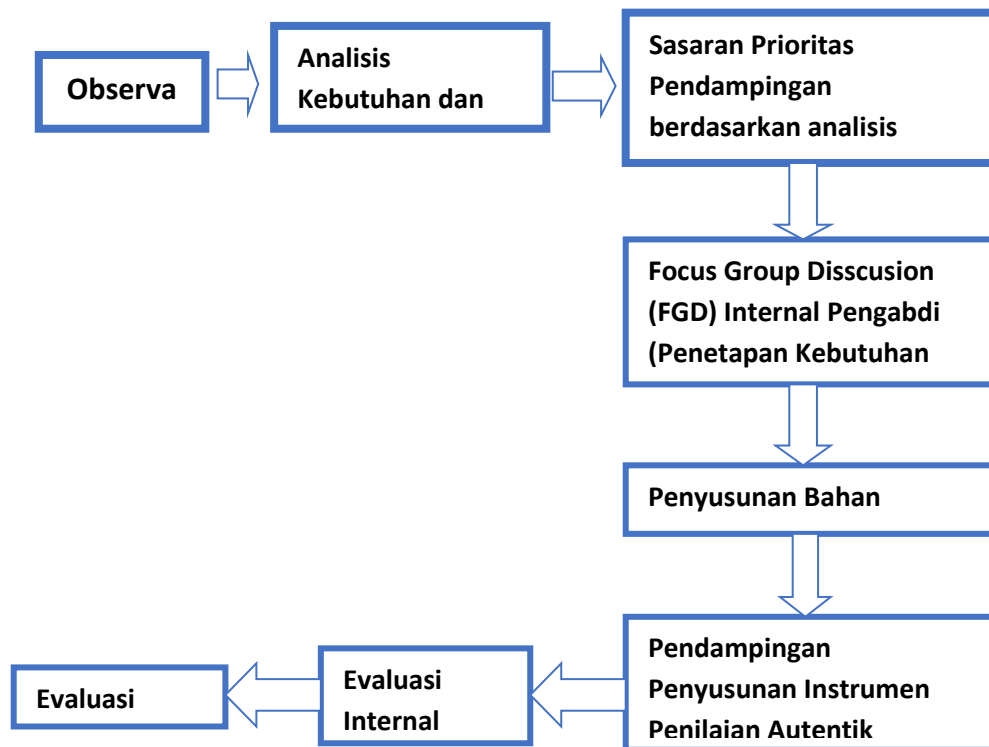 Observa
Analisis
Kebutuhan dan
Sasaran Prioritas
Pendampingan
berdasarkan analisis
Focus Group Disscusion
(FGD) Internal Pengabdi
(Penetapan Kebutuhan
Penyusunan Bahan
Pendampingan
Penyusunan Instrumen
Penilaian Autentik
Evaluasi
Internal
Evaluasi